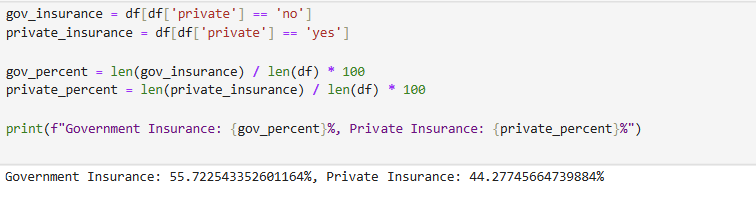 gov_insurance = df[df['private'] == 'no']
private_insurance = df[df['private'] == 'yes']
gov_percent = len(gov_insurance) / len(df) * 100
private_percent = len(private_insurance) / len(df) * 100
print(f"Government Insurance: {gov_percent}%, Private Insurance: {private_percent}%")
Government Insurance: 55.722543352601164%, Private Insurance: 44.27745664739884%